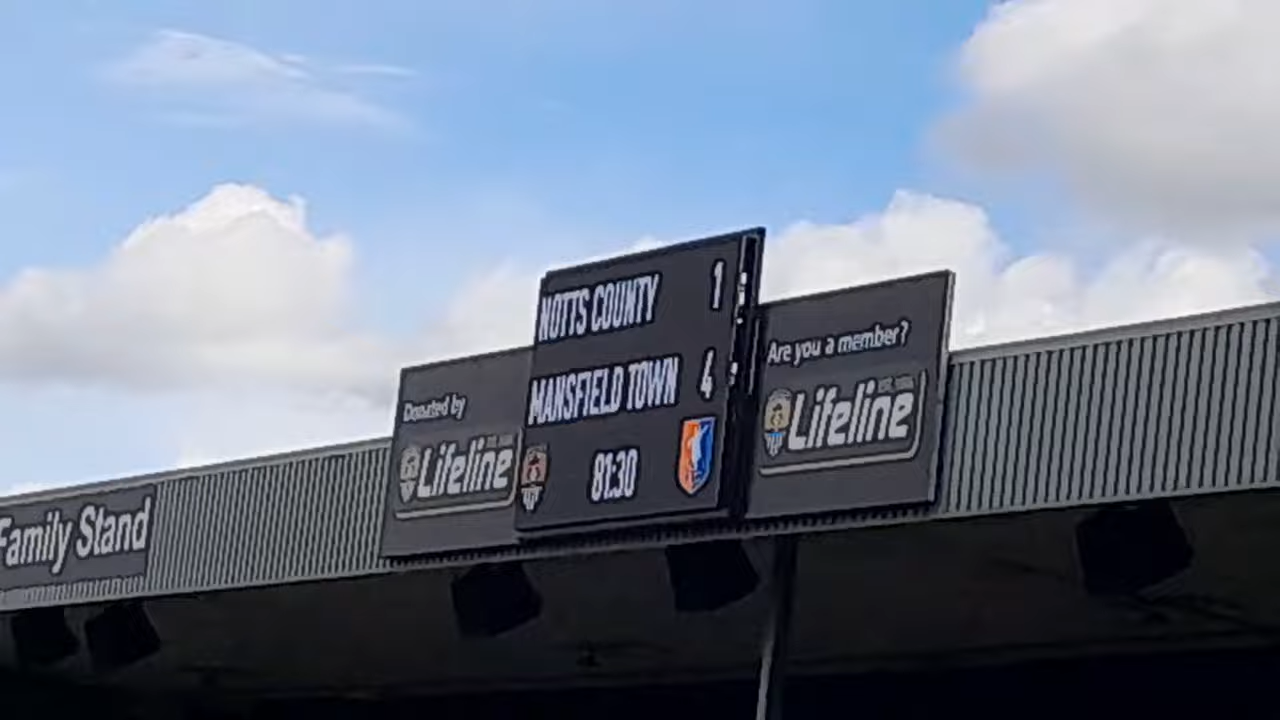 NOTTS COUNTY 1
MANSFIELD TOWN 4
81:30
Donated by
Lifeline
Are you a member?
Lifeline
Family Stand